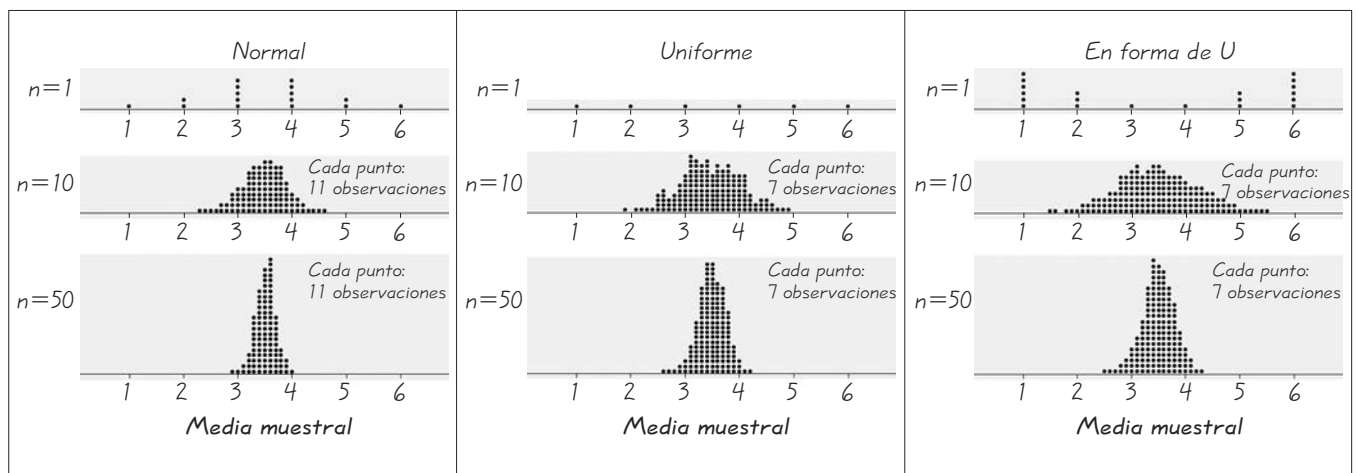 Normal
n=1
1 2 3 4 5 6
Cada punto:
11 observaciones
n=10
1 2 3 4 5 6
Cada punto:
11 observaciones
n=50
1 2 3 4 5 6
Media muestral
Uniforme
n=1
1 2 3 4 5 6
Cada punto:
7 observaciones
n=10
1 2 3 4 5 6
Cada punto:
7 observaciones
n=50
1 2 3 4 5 6
Media muestral
En forma de U
n=1
1 2 3 4 5 6
Cada punto:
7 observaciones
n=10
1 2 3 4 5 6
Cada punto:
7 observaciones
n=50
1 2 3 4 5 6
Media muestral